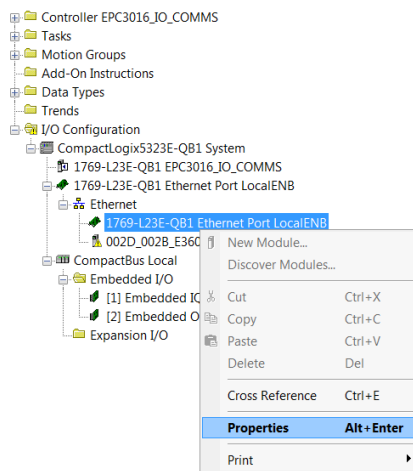 Controller EPC3016_IO_COMMS
Tasks
Motion Groups
Add-On Instructions
Data Types
Trends
I/O Configuration
CompactLogix5323E-QB1 System
1769-L23E-QB1 EPC3016_IO_COMMS
1769-L23E-QB1 Ethernet Port LocalENB
Ethernet
1769-L23E-QB1 Ethernet Port LocalENB
002D_002B_E360
CompactBus Local
Embedded I/O
[1] Embedded IQ
[2] Embedded O
Expansion I/O
New Module...
Discover Modules...
Cut Ctrl+X
Copy Ctrl+C
Paste Ctrl+V
Delete Del
Cross Reference Ctrl+E
Properties Alt+Enter
Print